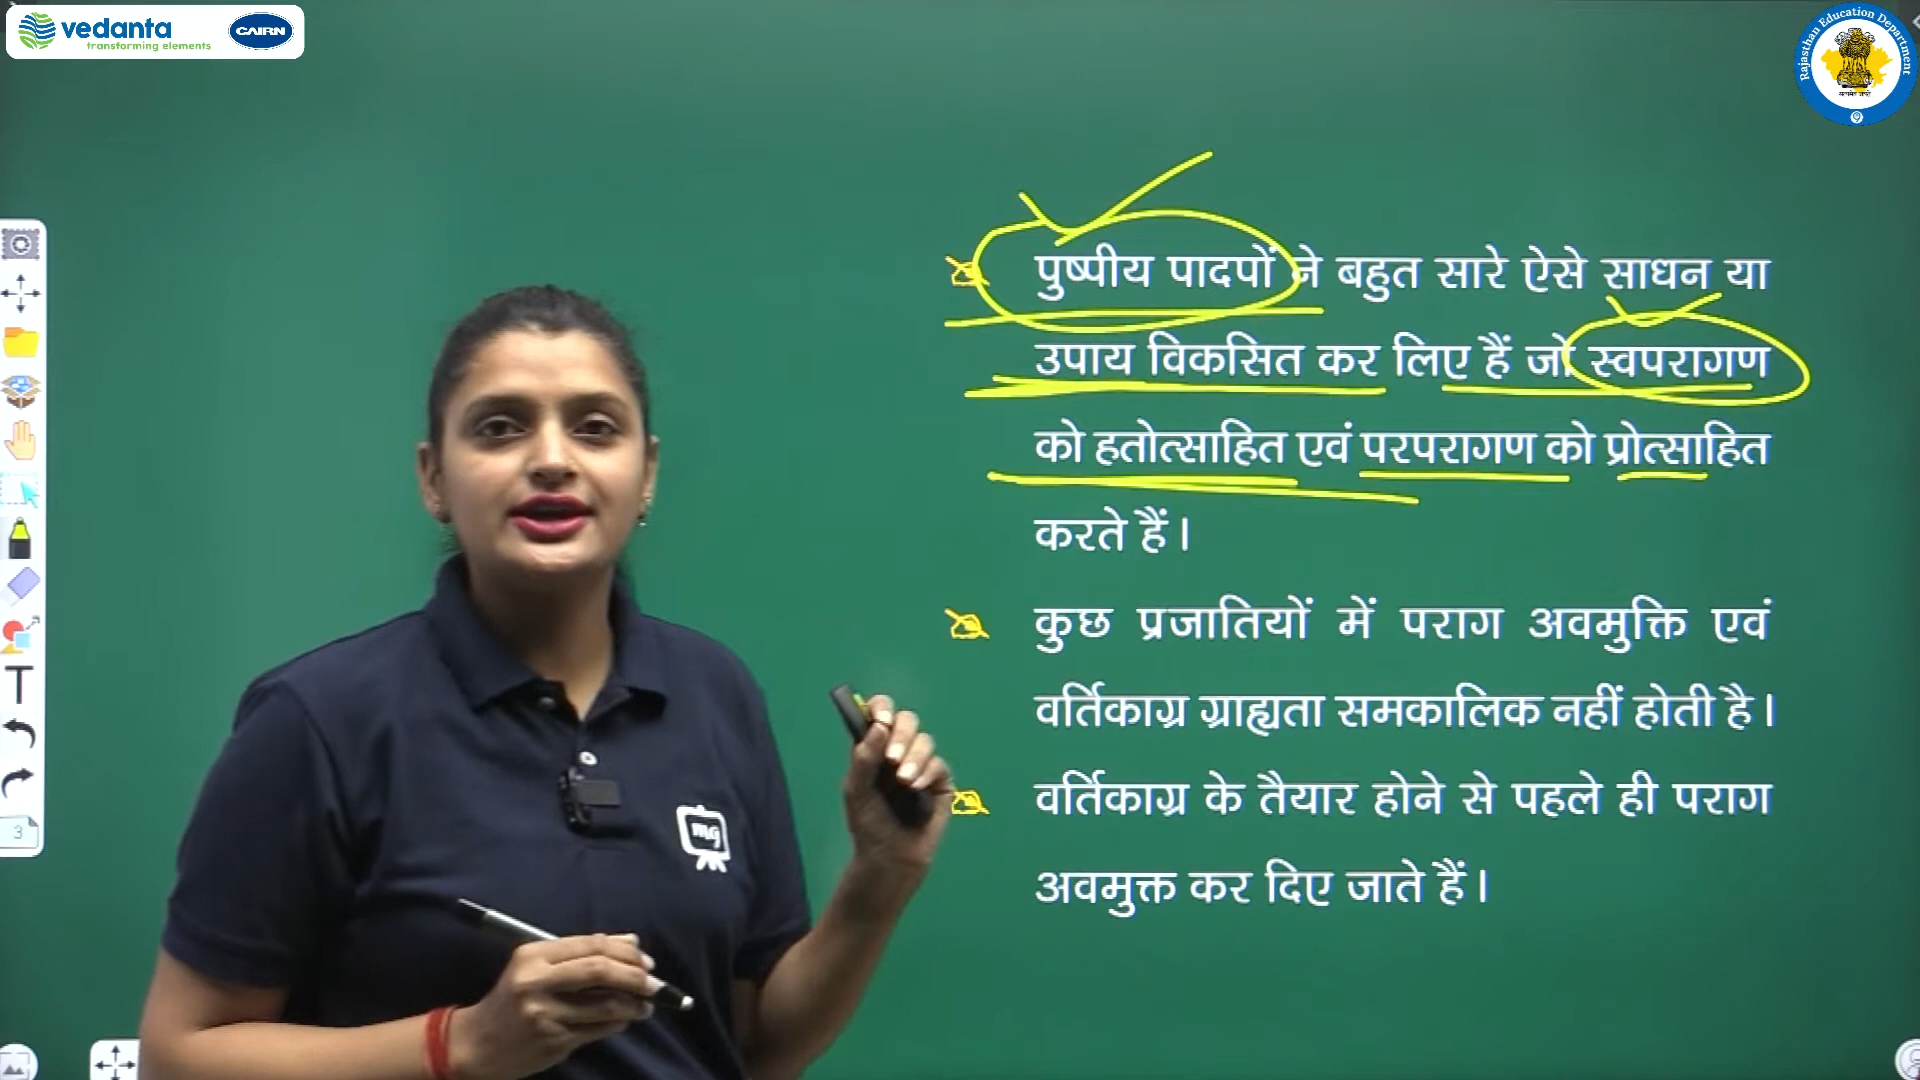 vedanta
transforming elements
CAIRN
Rajasthan Education Department
पुष्पीय पादपों ने बहुत सारे ऐसे साधन या
उपाय विकसित कर लिए हैं जो स्वपरागण
को हतोत्साहित एवं परपरागण को प्रोत्साहित
करते हैं।
कुछ प्रजातियों में पराग अवमुक्ति एवं
वर्तिकाग्र ग्राह्यता समकालिक नहीं होती है।
वर्तिकाग्र के तैयार होने से पहले ही पराग
अवमुक्त कर दिए जाते हैं।
T
3
MG